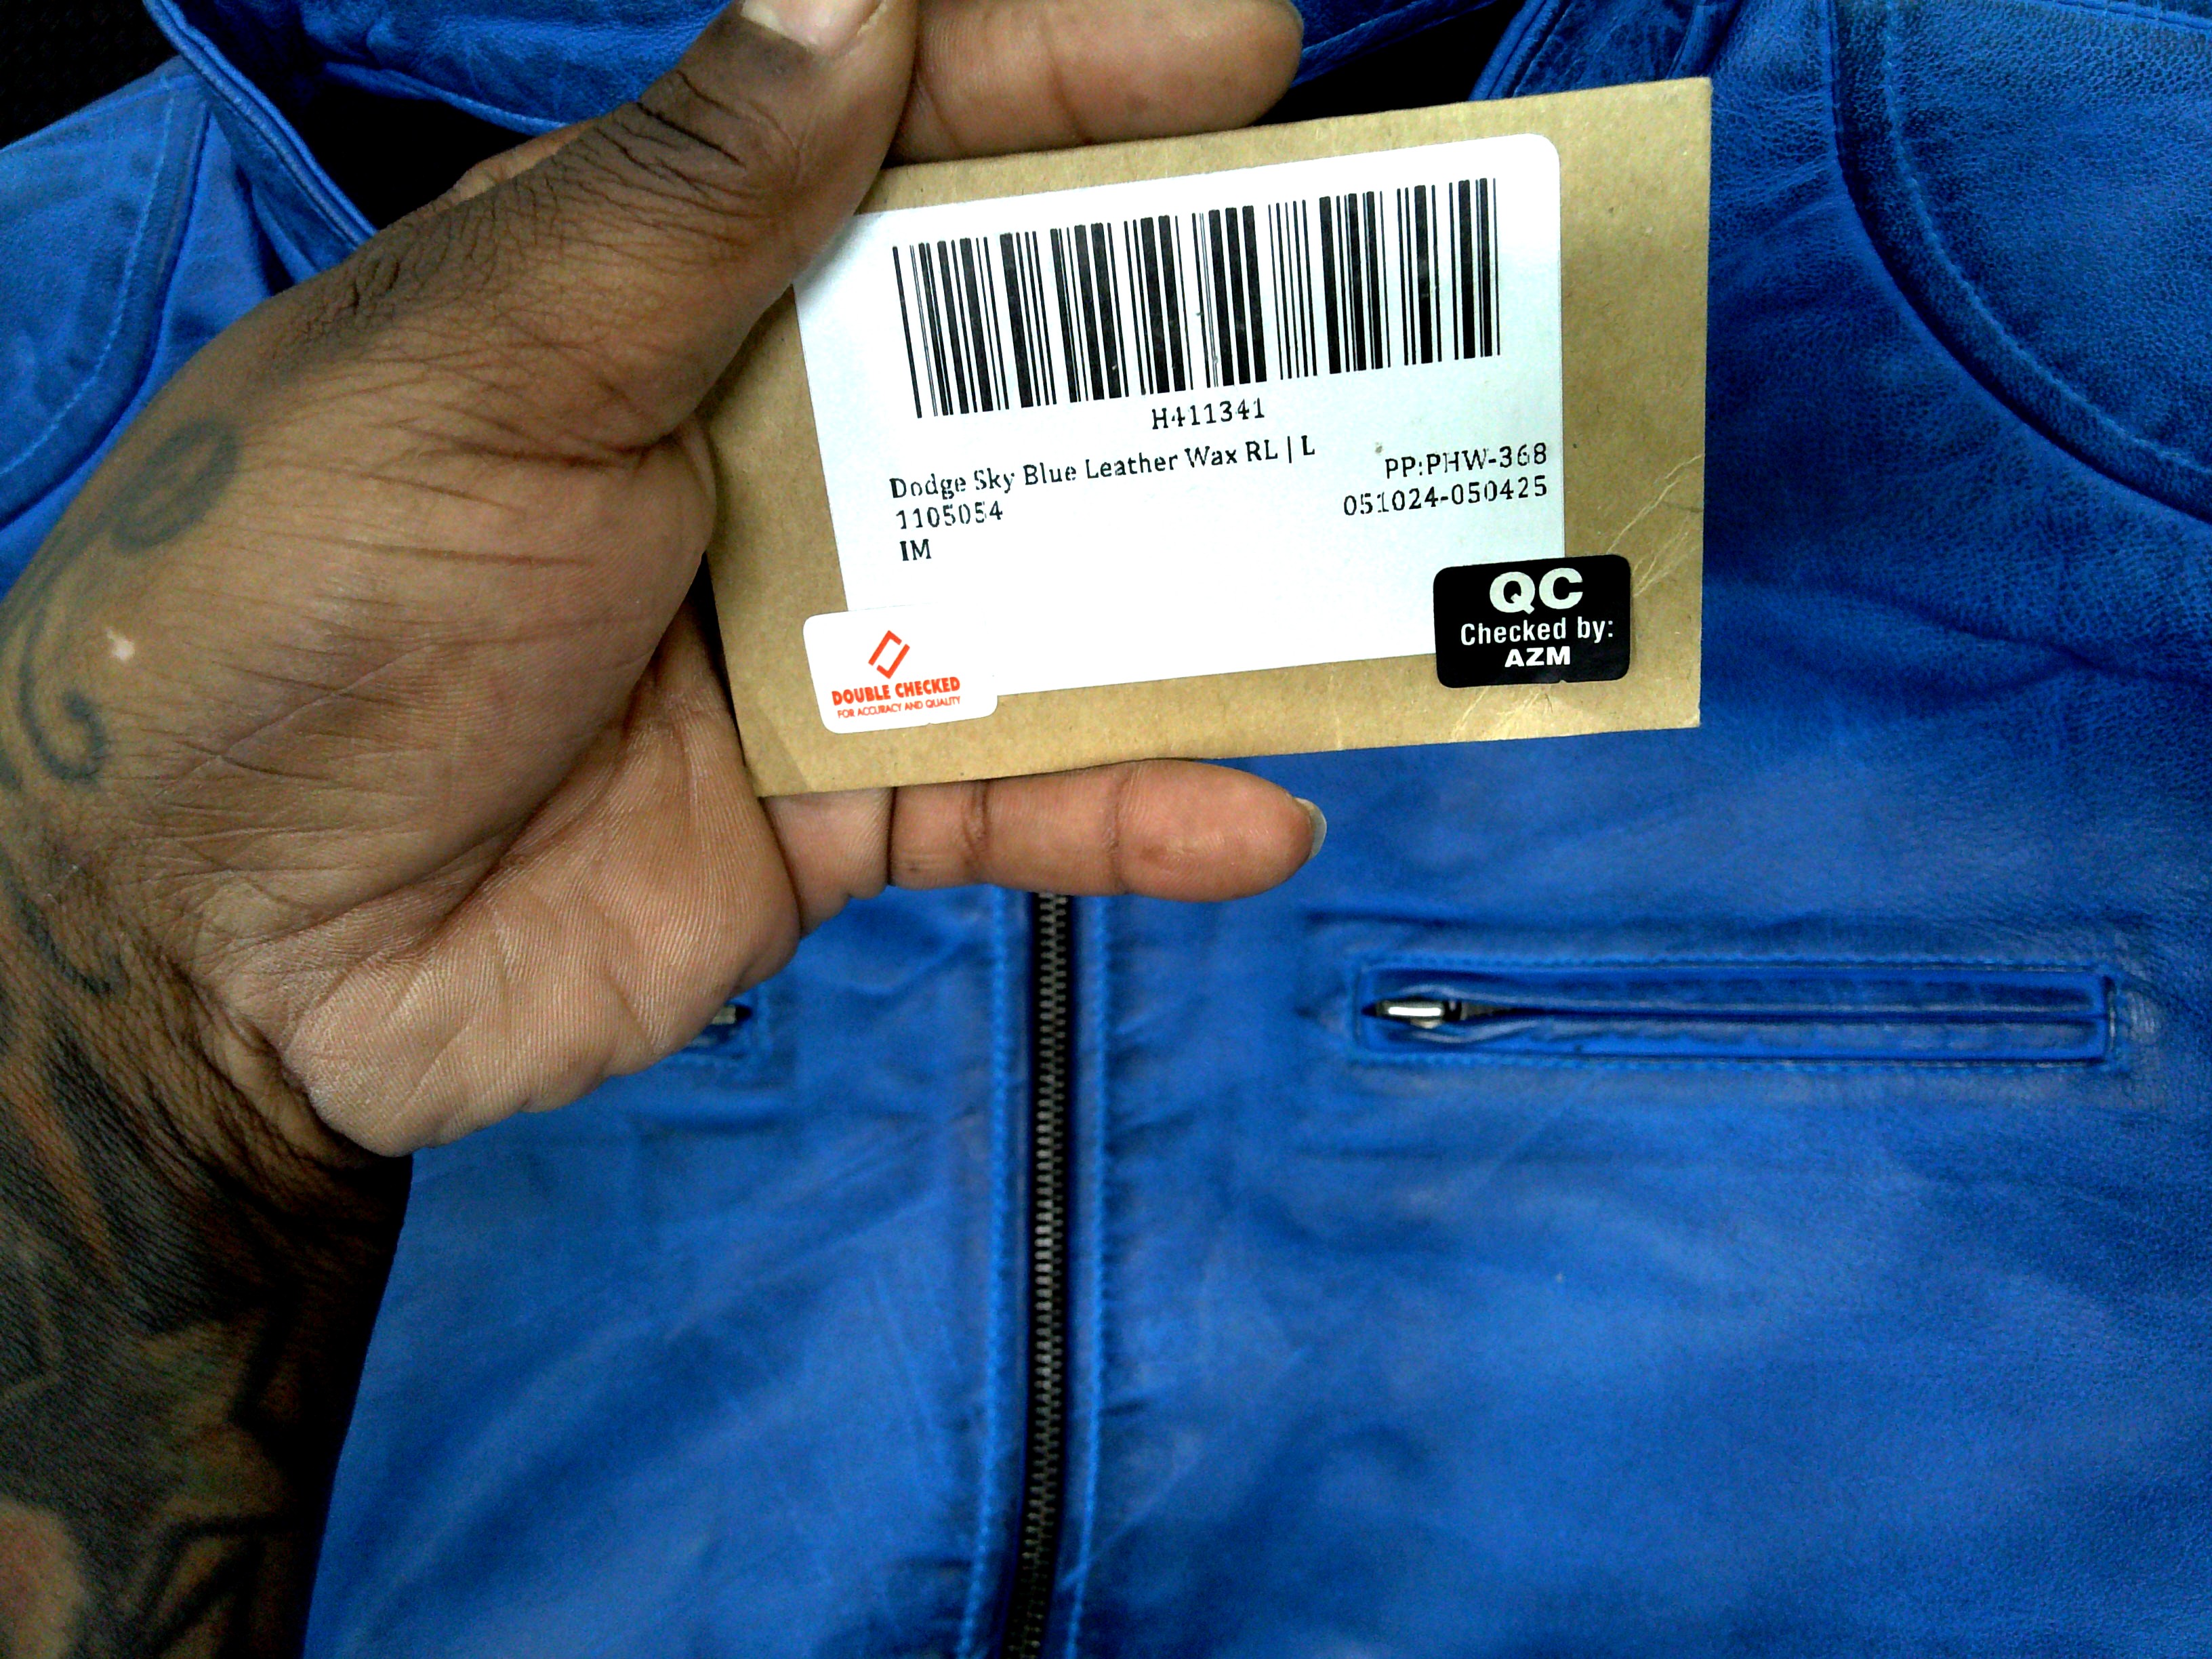 H411341
Dodge Sky Blue Leather Wax RL | L
PP:PHW-368
1105054
051024-050425
IM
QC
Checked by:
AZM
DOUBLE CHECKED
FOR ACCURACY AND QUALITY